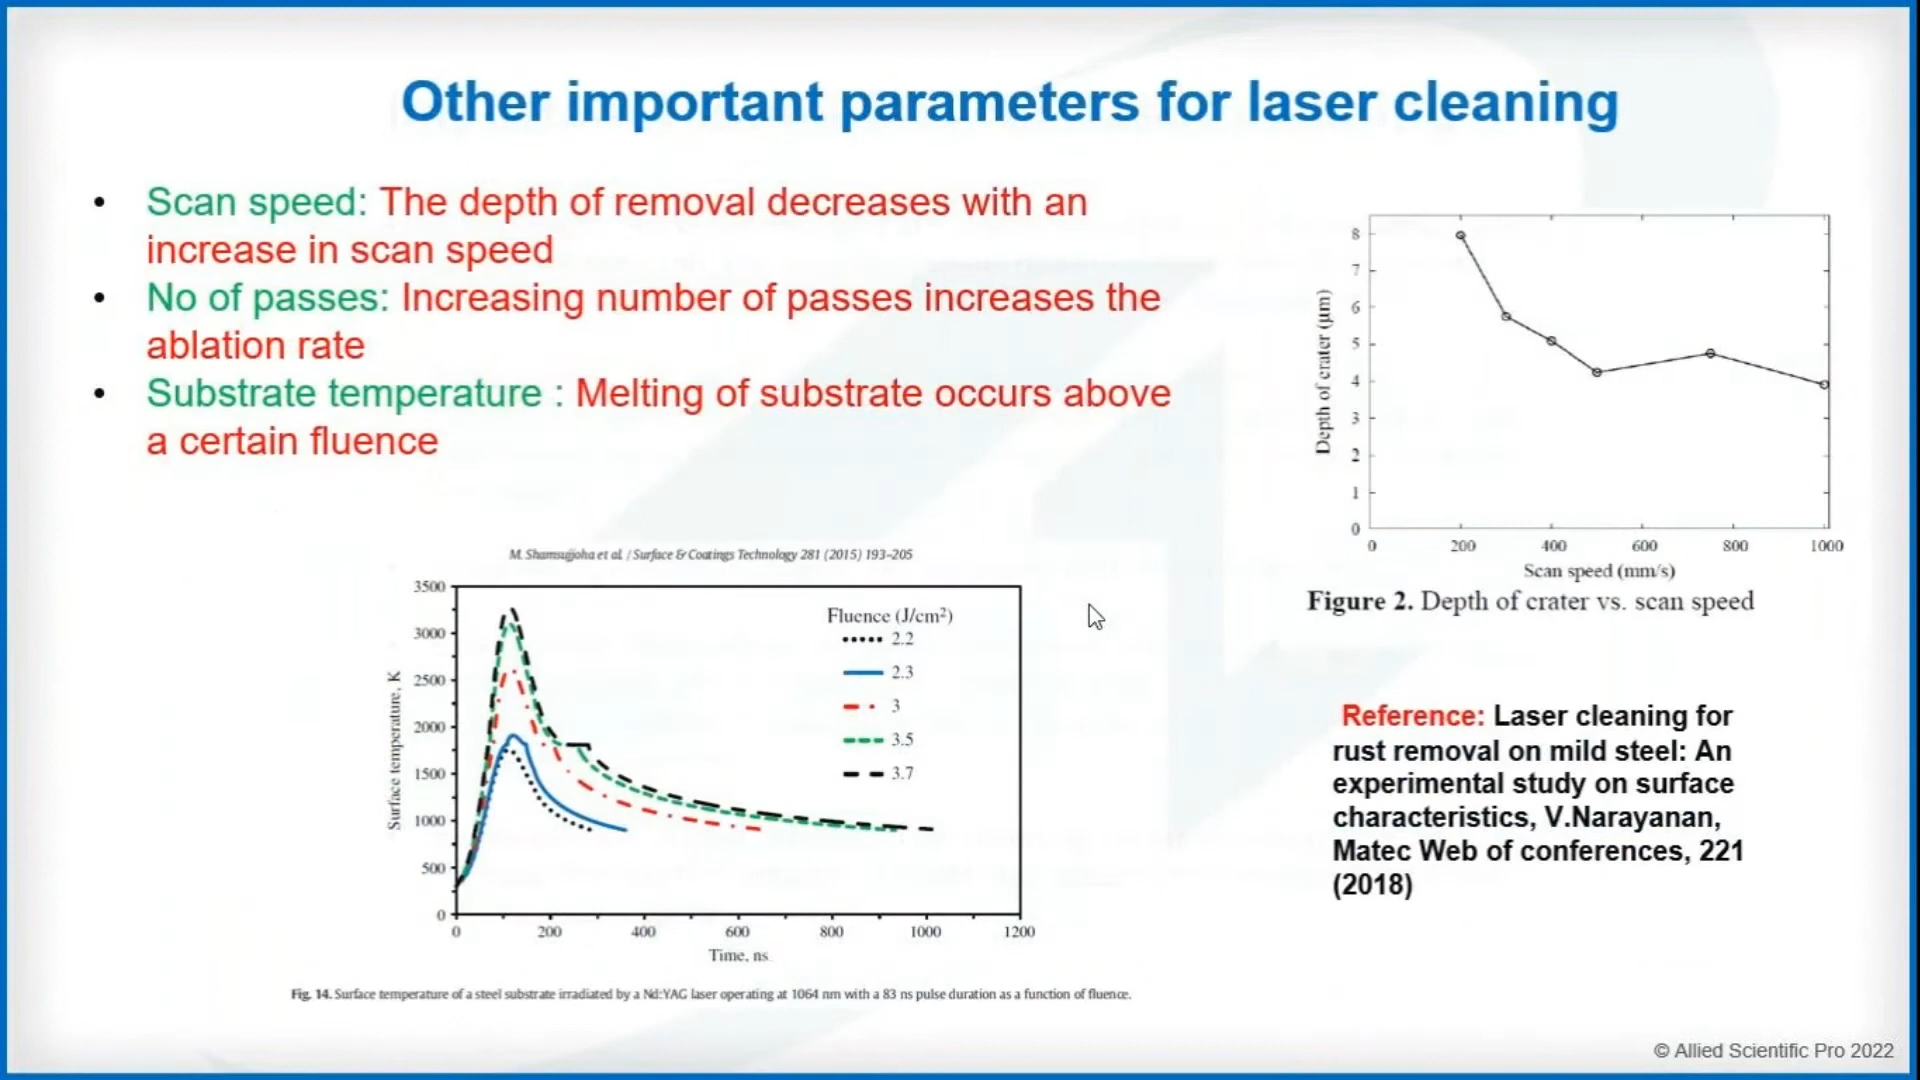 Other important parameters for laser cleaning
• Scan speed: The depth of removal decreases with an
increase in scan speed
• No of passes: Increasing number of passes increases the
ablation rate
• Substrate temperature : Melting of substrate occurs above
a certain fluence
8
7
6
5
4
3
2
1
0
Depth of crater (µm)
0 200 400 600 800 1000
Scan speed (mm/s)
Figure 2. Depth of crater vs. scan speed
M. Shamsujjoha et al. / Surface & Coatings Technology 281 (2015) 193–205
3500
3000
2500
2000
1500
1000
500
0
Surface temperature, K
Fluence (J/cm²)
2.2
2.3
3
3.5
3.7
0 200 400 600 800 1000 1200
Time, ns
Fig. 14. Surface temperature of a steel substrate irradiated by a Nd:YAG laser operating at 1064 nm with a 83 ns pulse duration as a function of fluence.
Reference: Laser cleaning for
rust removal on mild steel: An
experimental study on surface
characteristics, V.Narayanan,
Matec Web of conferences, 221
(2018)
© Allied Scientific Pro 2022